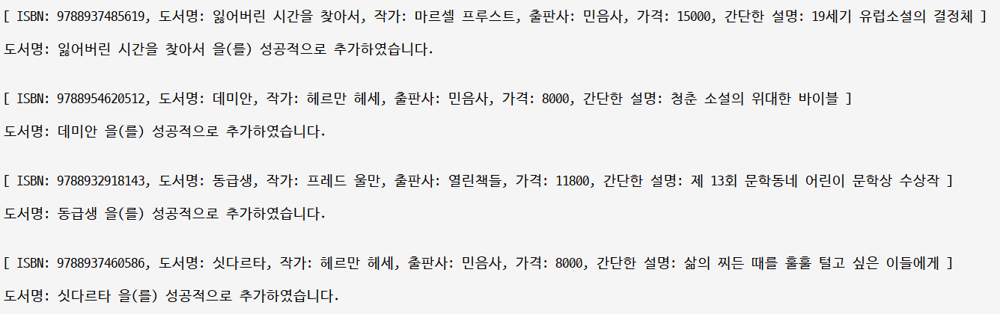 [ ISBN: 9788937485619, 도서명: 잃어버린 시간을 찾아서, 작가: 마르셀 프루스트, 출판사: 민음사, 가격: 15000, 간단한 설명: 19세기 유럽소설의 결정체 ]
도서명: 잃어버린 시간을 찾아서 을(를) 성공적으로 추가하였습니다.
[ ISBN: 9788954620512, 도서명: 데미안, 작가: 헤르만 헤세, 출판사: 민음사, 가격: 8000, 간단한 설명: 청춘 소설의 위대한 바이블 ]
도서명: 데미안 을(를) 성공적으로 추가하였습니다.
[ ISBN: 9788932918143, 도서명: 동급생, 작가: 프레드 울만, 출판사: 열린책들, 가격: 11800, 간단한 설명: 제 13회 문학동네 어린이 문학상 수상작 ]
도서명: 동급생 을(를) 성공적으로 추가하였습니다.
[ ISBN: 9788937460586, 도서명: 싯다르타, 작가: 헤르만 헤세, 출판사: 민음사, 가격: 8000, 간단한 설명: 삶의 찌든 때를 훌훌 털고 싶은 이들에게 ]
도서명: 싯다르타 을(를) 성공적으로 추가하였습니다.